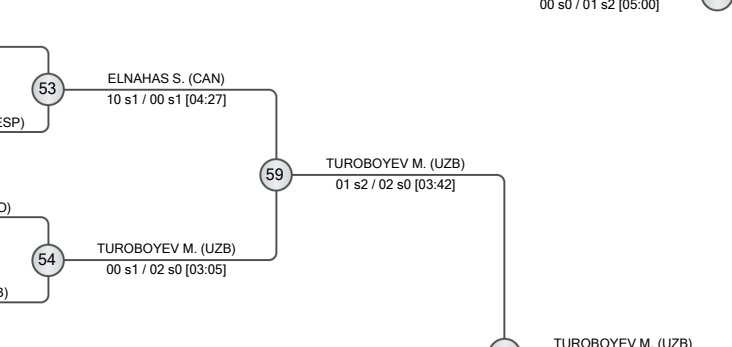 00 s0 / 01 s2 [05:00]
ELNAHAS S. (CAN)
53
10 s1 / 00 s1 [04:27]
ESP)
TUROBOYEV M. (UZB)
59
01 s2 / 02 s0 [03:42]
O)
TUROBOYEV M. (UZB)
54
00 s1 / 02 s0 [03:05]
B)
TUROBOYEV M. (UZB)